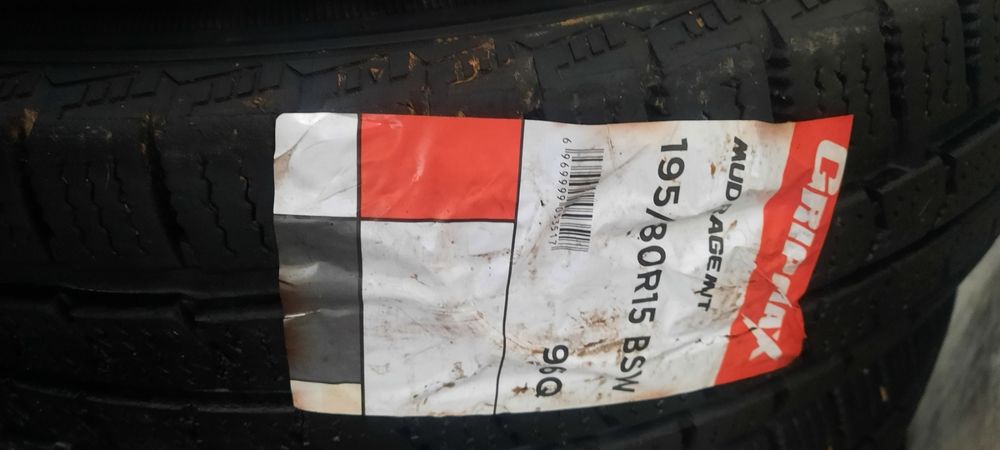 GRIPMAX
MUD RAGE M/T
195/80R15 BSW
96Q